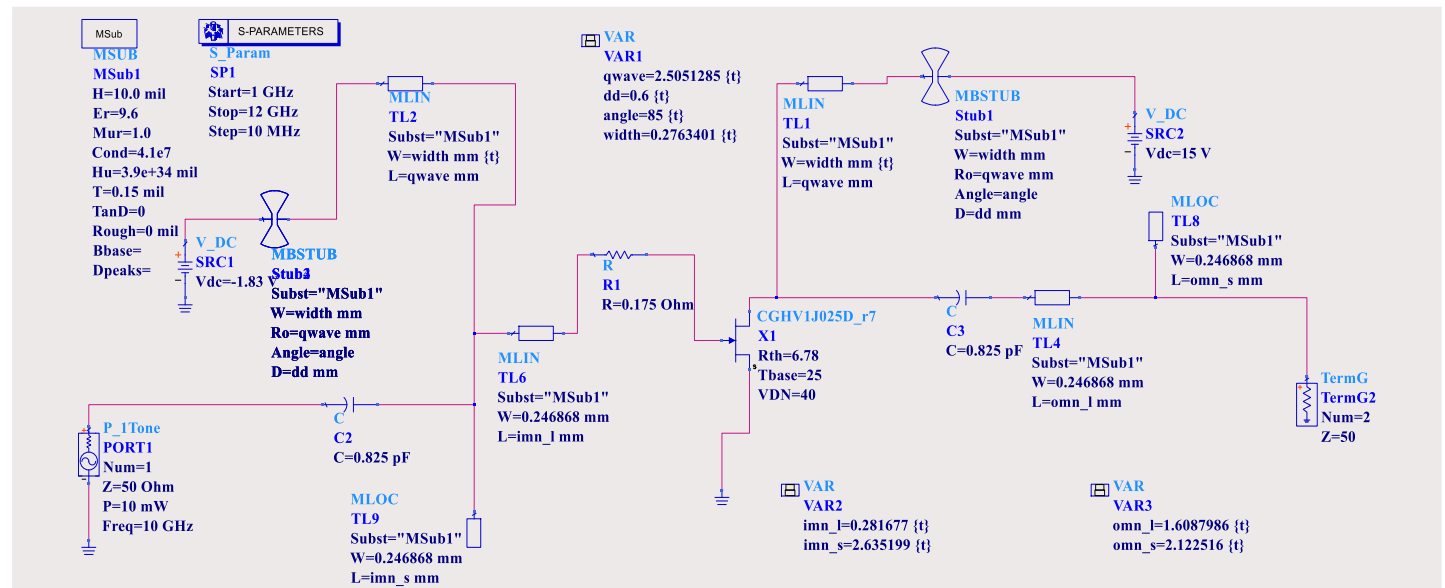 MSub
MSUB
MSub1
H=10.0 mil
Er=9.6
Mur=1.0
Cond=4.1e7
Hu=3.9e+34 mil
T=0.15 mil
TanD=0
Rough=0 mil
Bbase=
Dpeaks=
S-PARAMETERS
S_Param
SP1
Start=1 GHz
Stop=12 GHz
Step=10 MHz
MLIN
TL2
Subst="MSub1"
W=width mm {t}
L=qwave mm
VAR
VAR1
qwave=2.5051285 {t}
dd=0.6 {t}
angle=85 {t}
width=0.2763401 {t}
MLIN
TL1
Subst="MSub1"
W=width mm {t}
L=qwave mm
MBSTUB
Stub1
Subst="MSub1"
W=width mm
Ro=qwave mm
Angle=angle
D=dd mm
V_DC
SRC2
Vdc=15 V
V_DC
SRC1
Vdc=-1.83 V
MBSTUB
Subst="MSub1"
W=width mm
Ro=qwave mm
Angle=angle
D=dd mm
R
R1
R=0.175 Ohm
MLIN
TL6
Subst="MSub1"
W=0.246868 mm
L=imn_l mm
CGHV1J025D_r7
X1
Rth=6.78
Tbase=25
VDN=40
s
C
C3
C=0.825 pF
MLIN
TL4
Subst="MSub1"
W=0.246868 mm
L=omn_l mm
MLOC
TL8
Subst="MSub1"
W=0.246868 mm
L=omn_s mm
TermG
TermG2
Num=2
Z=50
P_1Tone
PORT1
Num=1
Z=50 Ohm
P=10 mW
Freq=10 GHz
C
C2
C=0.825 pF
MLOC
TL9
Subst="MSub1"
W=0.246868 mm
L=imn_s mm
VAR
VAR2
imn_l=0.281677 {t}
imn_s=2.635199 {t}
VAR
VAR3
omn_l=1.6087986 {t}
omn_s=2.122516 {t}